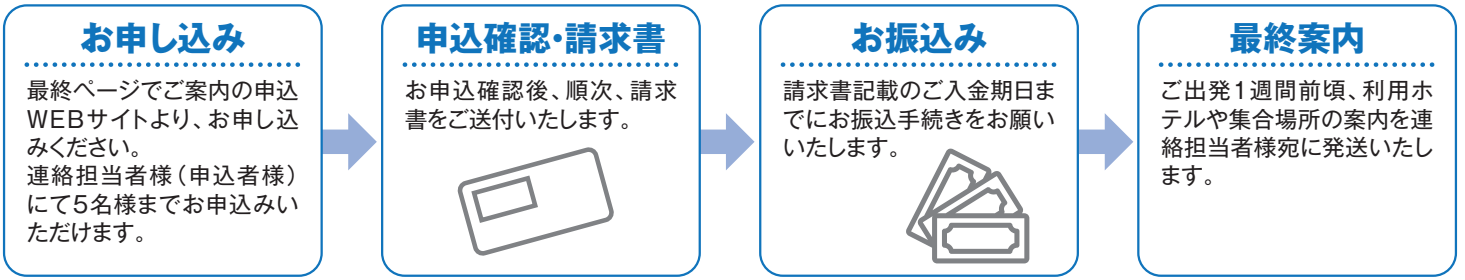 お申し込み
最終ページでご案内の申込
WEBサイトより、お申し込
みください。
連絡担当者様（申込者様）
にて5名様までお申込みい
ただけます。
申込確認・請求書
お申込確認後、順次、請求
書をご送付いたします。
お振込み
請求書記載のご入金期日ま
でにお振込手続きをお願い
いたします。
最終案内
ご出発1週間前頃、利用ホ
テルや集合場所の案内を連
絡担当者様宛に発送いたし
ます。